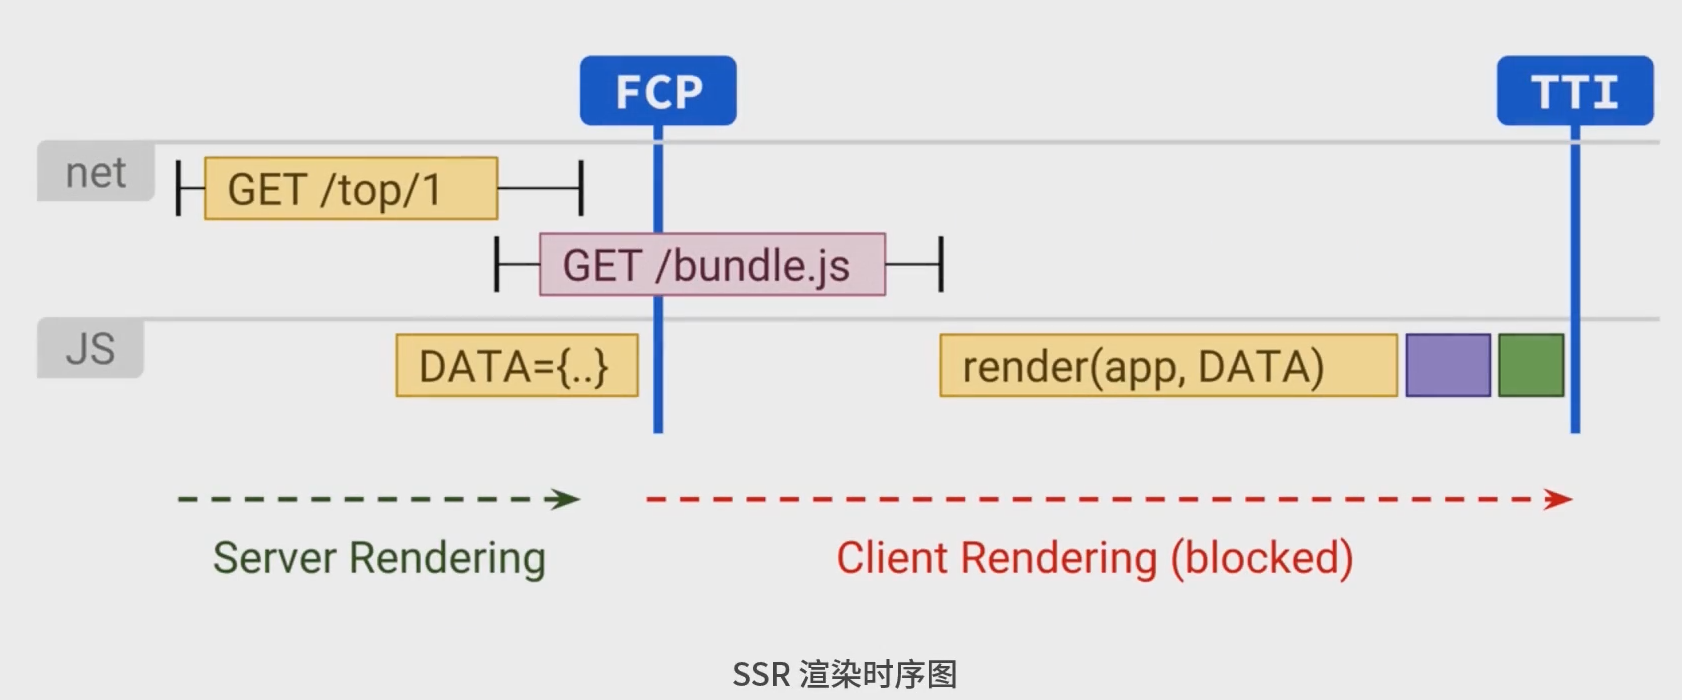 FCP
TTI
net
GET /top/1
GET /bundle.js
JS
DATA={..}
render(app, DATA)
Server Rendering
Client Rendering (blocked)
SSR 渲染时序图